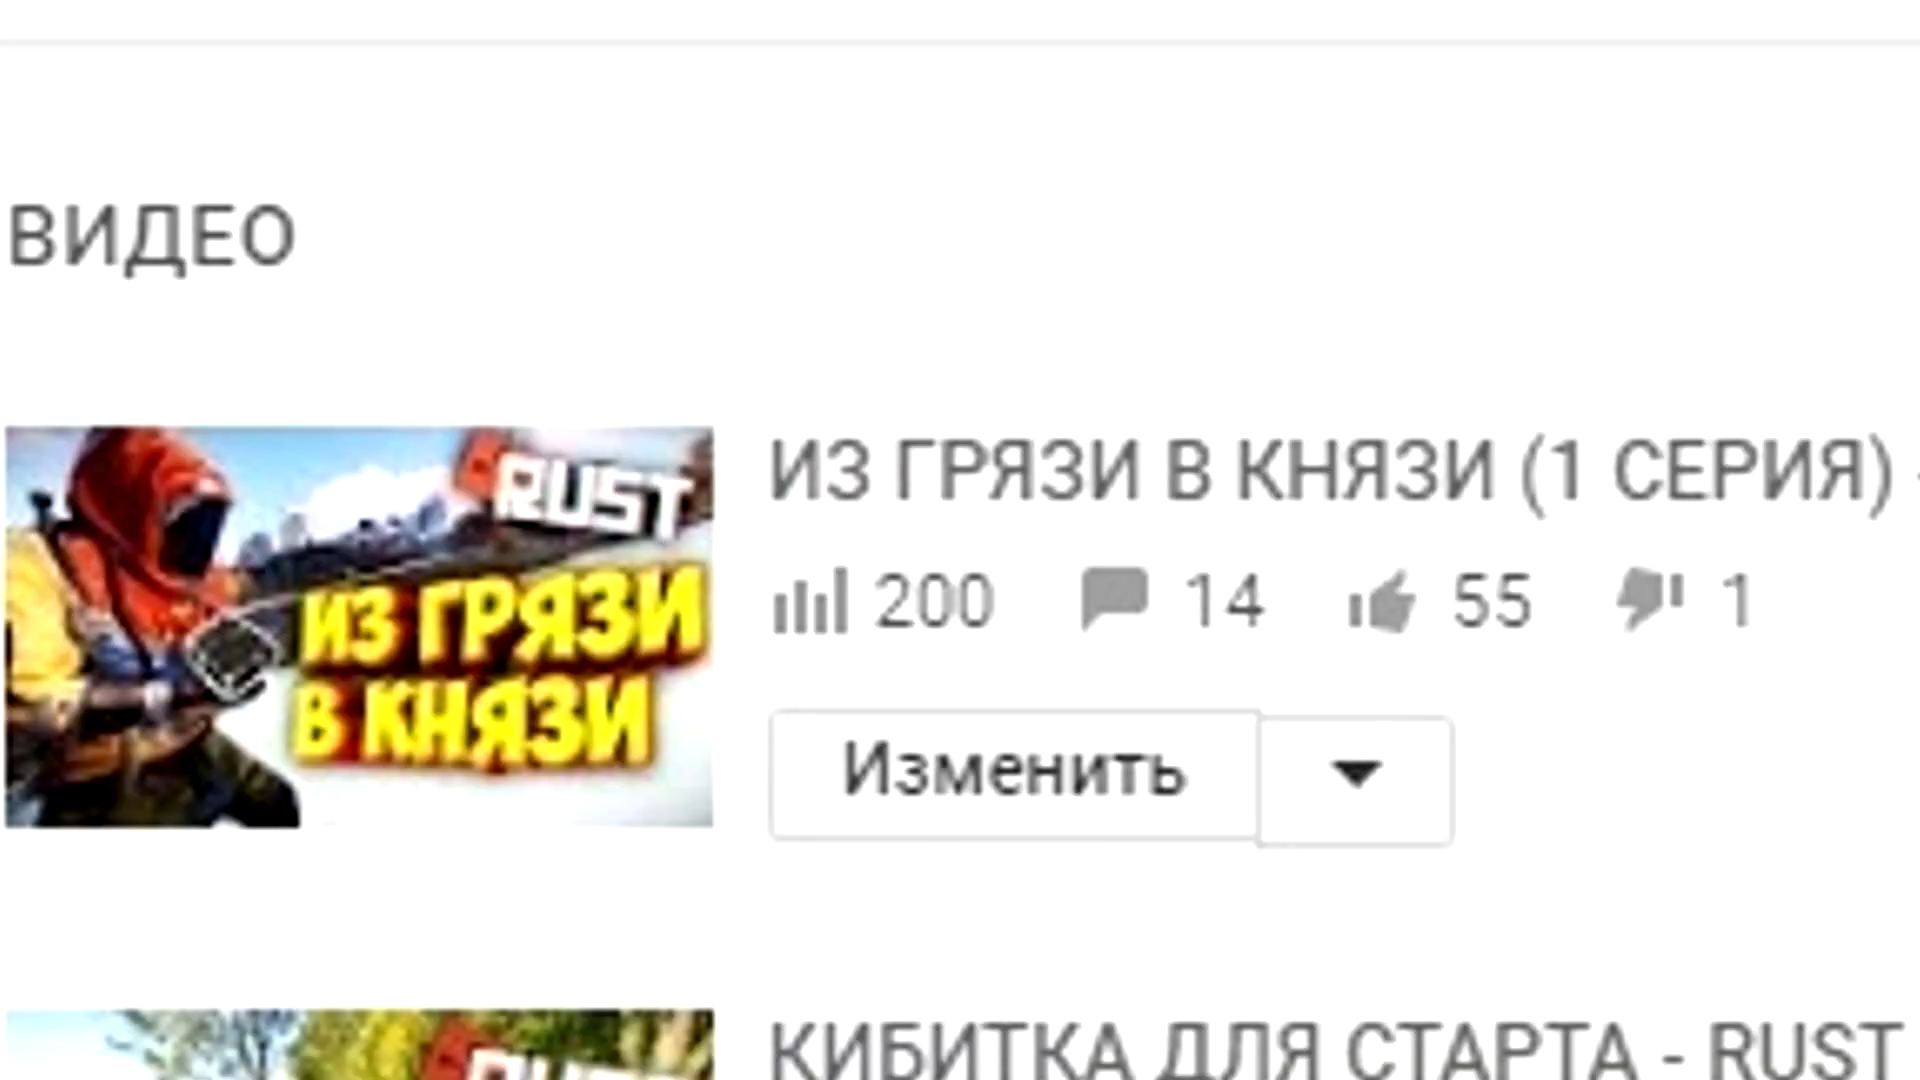 ВИДЕО
RUST
ИЗ ГРЯЗИ
В КНЯЗИ
ИЗ ГРЯЗИ В КНЯЗИ (1 СЕРИЯ) -
200 14 55 1
Изменить
RUST
КИБИТКА ДЛЯ СТАРТА - RUST